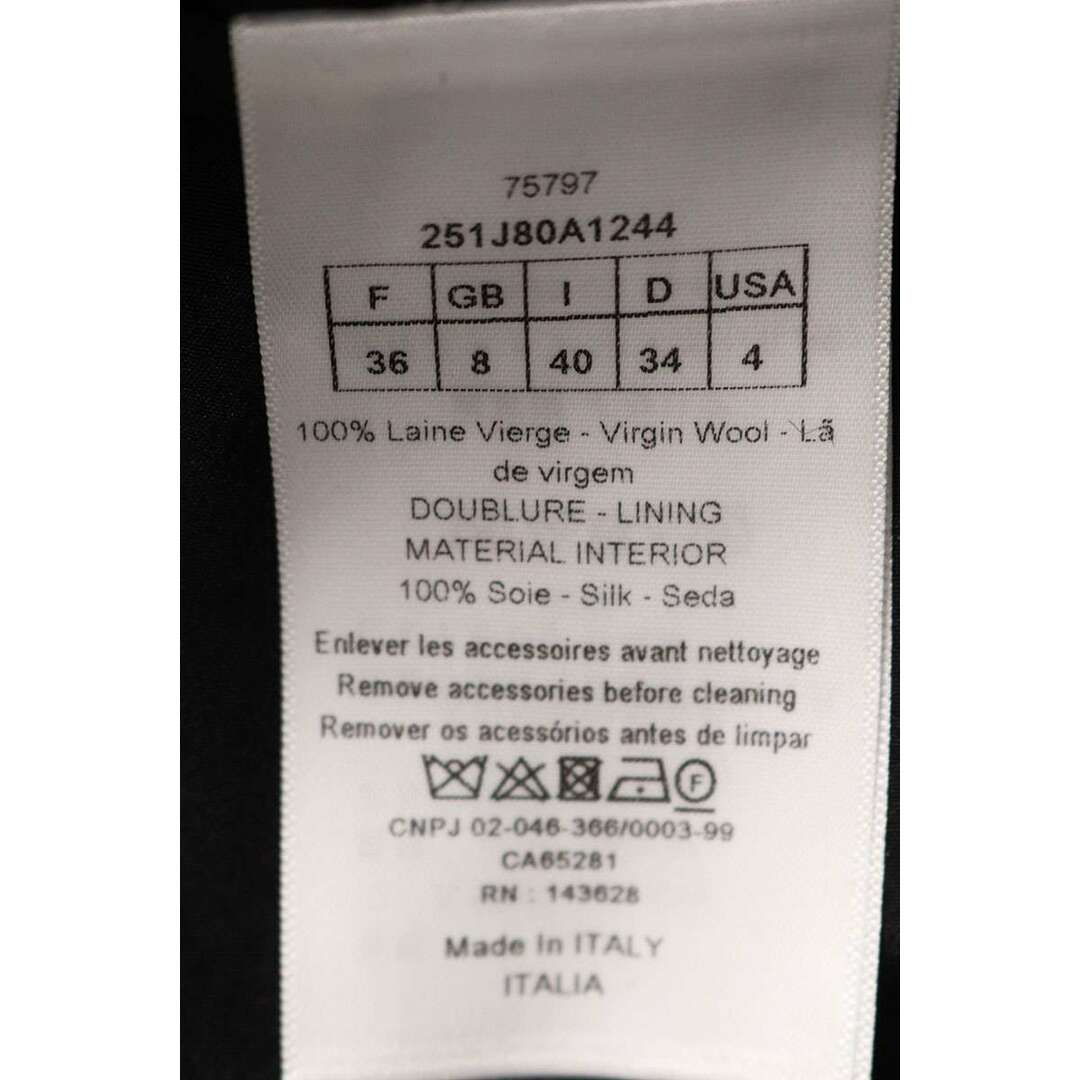 75797
251J80A1244
F GB I D USA
36 8 40 34 4
100% Laine Vierge - Virgin Wool - Lã
de virgem
DOUBLURE - LINING
MATERIAL INTERIOR
100% Soie - Silk - Seda
Enlever les accessoires avant nettoyage
Remove accessories before cleaning
Remover os acessórios antes de limpar
F
CNPJ 02-046-366/0003-99
CA65281
RN : 143628
Made In ITALY
ITALIA